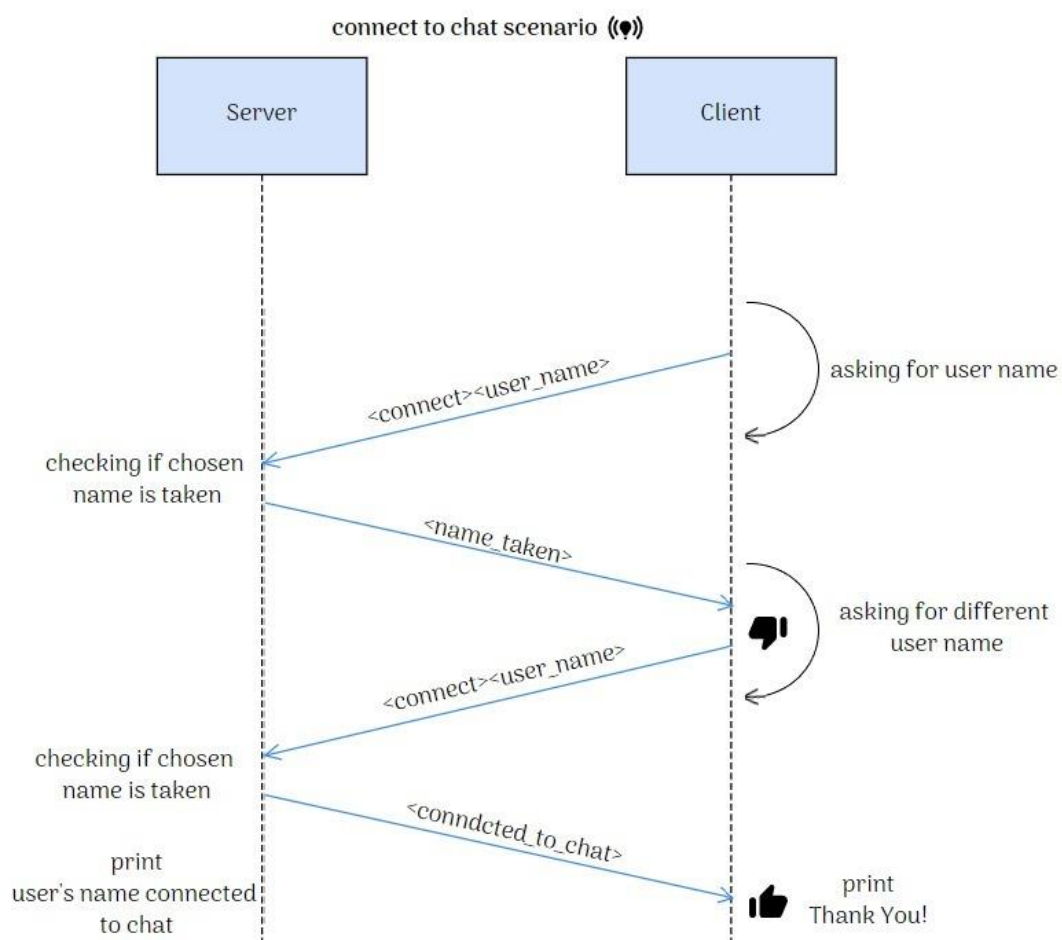 connect to chat scenario
Server
Client
asking for user name
<connect><user_name>
checking if chosen
name is taken
<name_taken>
asking for different
user name
<connect><user_name>
checking if chosen
name is taken
<conndcted_to_chat>
print
user's name connected
to chat
print
Thank You!